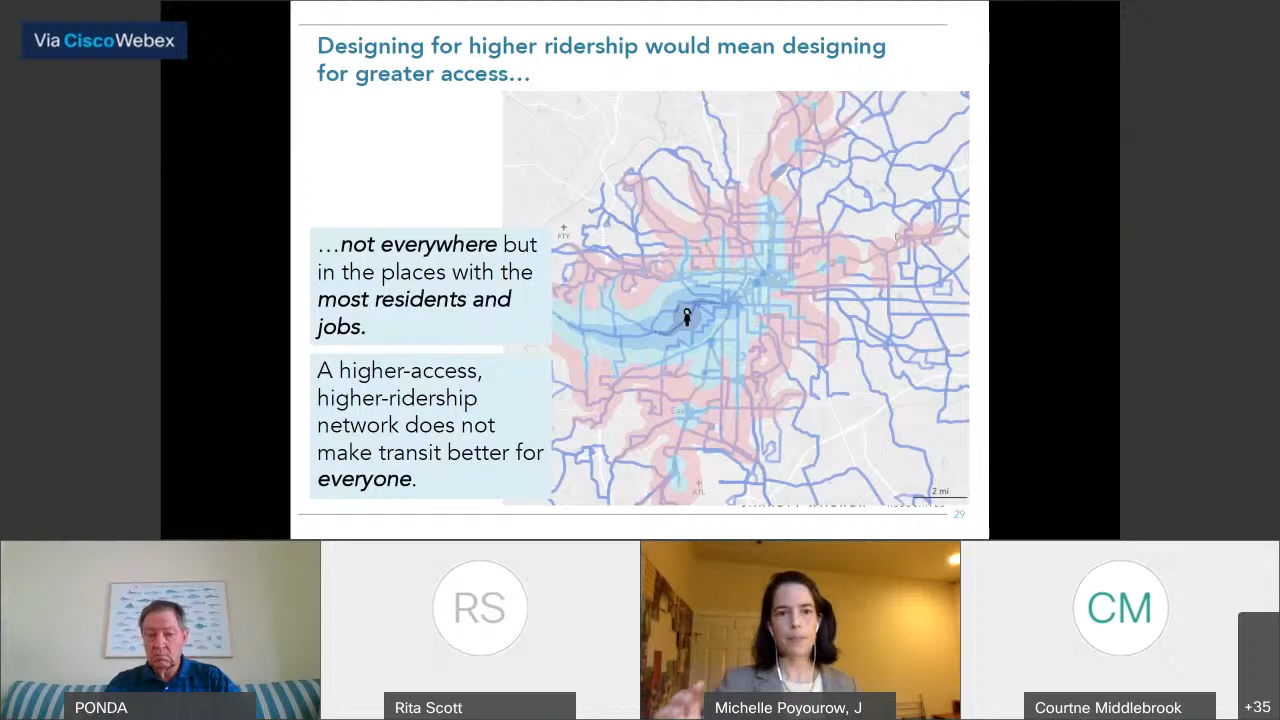 Via Cisco Webex
Designing for higher ridership would mean designing
for greater access…
…not everywhere but
in the places with the
most residents and
jobs.
A higher-access,
higher-ridership
network does not
make transit better for
everyone.
FTY
ATL
2 mi
29
RS
CM
PONDA
Rita Scott
Michelle Poyourow, J
Courtne Middlebrook
+35